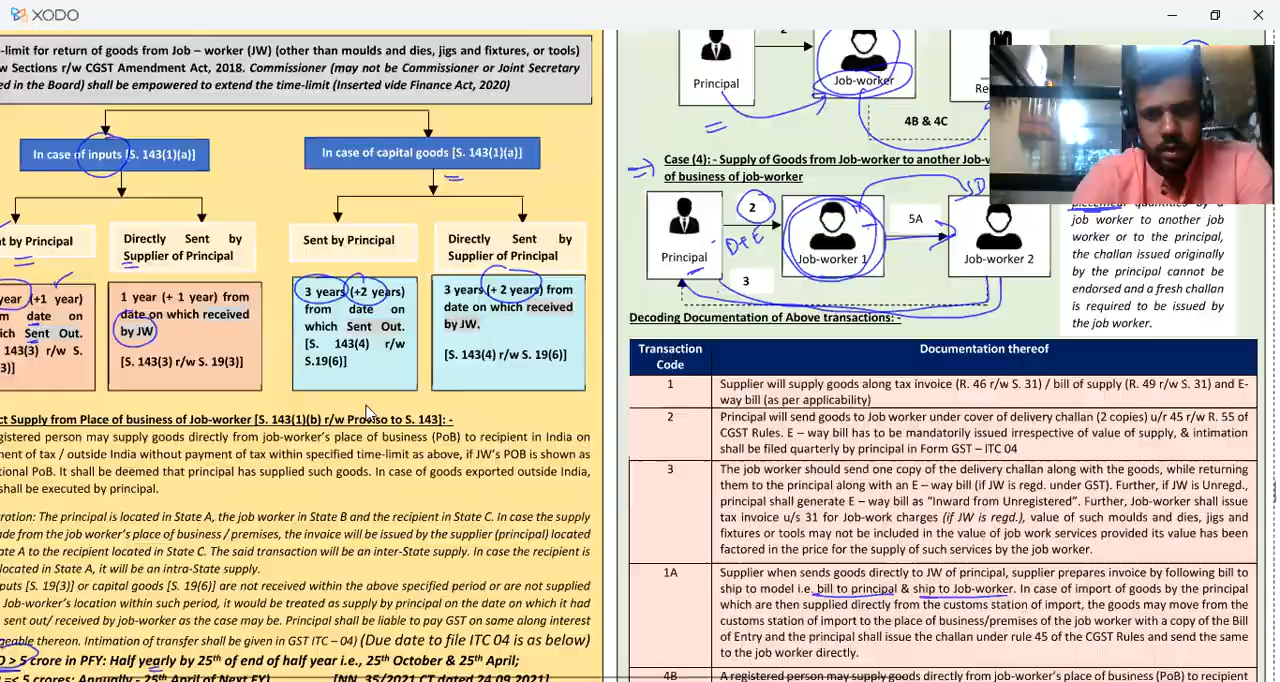 XODO
-limit for return of goods from Job – worker (JW) (other than moulds and dies, jigs and fixtures, or tools)
w Sections r/w CGST Amendment Act, 2018. Commissioner (may not be Commissioner or Joint Secretary
ed in the Board) shall be empowered to extend the time-limit (Inserted vide Finance Act, 2020)
In case of inputs [S. 143(1)(a)]
In case of capital goods [S. 143(1)(a)]
nt by Principal
Directly Sent by
Supplier of Principal
Sent by Principal
Directly Sent by
Supplier of Principal
year (+1 year)
m date on
ich Sent Out.
143(3) r/w S.
3)]
1 year (+ 1 year) from
date on which received
by JW
[S. 143(3) r/w S. 19(3)]
3 years (+2 years)
from date on
which Sent Out.
[S. 143(4) r/w
S.19(6)]
3 years (+ 2 years) from
date on which received
by JW.
[S. 143(4) r/w S. 19(6)]
ct Supply from Place of business of Job-worker [S. 143(1)(b) r/w Proviso to S. 143]: -
gistered person may supply goods directly from job-worker's place of business (PoB) to recipient in India on
ment of tax / outside India without payment of tax within specified time-limit as above, if JW's POB is shown as
tional PoB. It shall be deemed that principal has supplied such goods. In case of goods exported outside India,
shall be executed by principal.
ration: The principal is located in State A, the job worker in State B and the recipient in State C. In case the supply
ade from the job worker's place of business / premises, the invoice will be issued by the supplier (principal) located
ate A to the recipient located in State C. The said transaction will be an inter-State supply. In case the recipient is
located in State A, it will be an intra-State supply.
puts [S. 19(3)] or capital goods [S. 19(6)] are not received within the above specified period or are not supplied
Job-worker's location within such period, it would be treated as supply by principal on the date on which it had
sent out/ received by job-worker as the case may be. Principal shall be liable to pay GST on same along interest
geable thereon. Intimation of transfer shall be given in GST ITC – 04) (Due date to file ITC 04 is as below)
O > 5 crore in PFY: Half yearly by 25th of end of half year i.e., 25th October & 25th April;
=< 5 crores: Annually - 25th April of Next FY) [NN. 35/2021 CT dated 24.09.2021]
2
Principal
Job-worker
Re
4B & 4C
Case (4): - Supply of Goods from Job-worker to another Job-w
of business of job-worker
2
D+E
5A
Principal
Job-worker 1
Job-worker 2
3
piecemeal quantities by a
job worker to another job
worker or to the principal,
the challan issued originally
by the principal cannot be
endorsed and a fresh challan
is required to be issued by
the job worker.
Decoding Documentation of Above transactions: -
Transaction Code
Documentation thereof
1
Supplier will supply goods along tax invoice (R. 46 r/w S. 31) / bill of supply (R. 49 r/w S. 31) and E-
way bill (as per applicability)
2
Principal will send goods to Job worker under cover of delivery challan (2 copies) u/r 45 r/w R. 55 of
CGST Rules. E – way bill has to be mandatorily issued irrespective of value of supply, & intimation
shall be filed quarterly by principal in Form GST – ITC 04
3
The job worker should send one copy of the delivery challan along with the goods, while returning
them to the principal along with an E – way bill (if JW is regd. under GST). Further, if JW is Unregd.,
principal shall generate E – way bill as "Inward from Unregistered". Further, Job-worker shall issue
tax invoice u/s 31 for Job-work charges (if JW is regd.), value of such moulds and dies, jigs and
fixtures or tools may not be included in the value of job work services provided its value has been
factored in the price for the supply of such services by the job worker.
1A
Supplier when sends goods directly to JW of principal, supplier prepares invoice by following bill to
ship to model i.e. bill to principal & ship to Job-worker. In case of import of goods by the principal
which are then supplied directly from the customs station of import, the goods may move from the
customs station of import to the place of business/premises of the job worker with a copy of the Bill
of Entry and the principal shall issue the challan under rule 45 of the CGST Rules and send the same
to the job worker directly.
4B
A registered person may supply goods directly from job-worker's place of business (PoB) to recipient